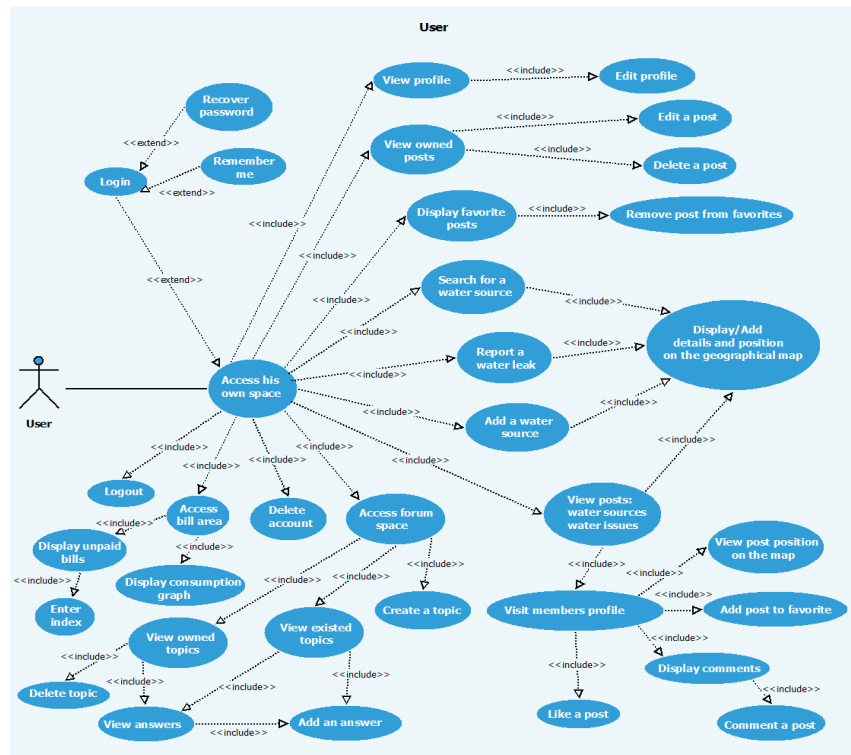 User
<<include>>
View profile
Edit profile
Recover
password
<<include>>
Edit a post
<<extend>>
View owned
posts
<<include>>
Delete a post
Remember
me
Login
<<extend>>
<<include>>
<<include>>
Display favorite
posts
<<include>>
Remove post from favorites
<<include>>
<<extend>>
Search for a
water source
<<include>>
<<include>>
Display/Add
details and position
on the geographical map
Report a
water leak
<<include>>
<<include>>
Access his
own space
<<include>>
<<include>>
Add a water
source
User
<<include>>
<<include>>
<<include>>
<<include>>
<<include>>
<<include>>
Logout
Access
bill area
Delete
account
Access forum
space
View posts:
water sources
water issues
<<include>>
Display unpaid
bills
<<include>>
View post position
on the map
<<include>>
<<include>>
<<include>>
Display consumption
graph
<<include>>
<<include>>
<<include>>
<<include>>
Enter
index
Create a topic
Visit members profile
Add post to favorite
View owned
topics
View existed
topics
<<include>>
<<include>>
<<include>>
<<include>>
<<include>>
<<include>>
Display comments
Delete topic
<<include>>
View answers
<<include>>
Add an answer
Like a post
Comment a post